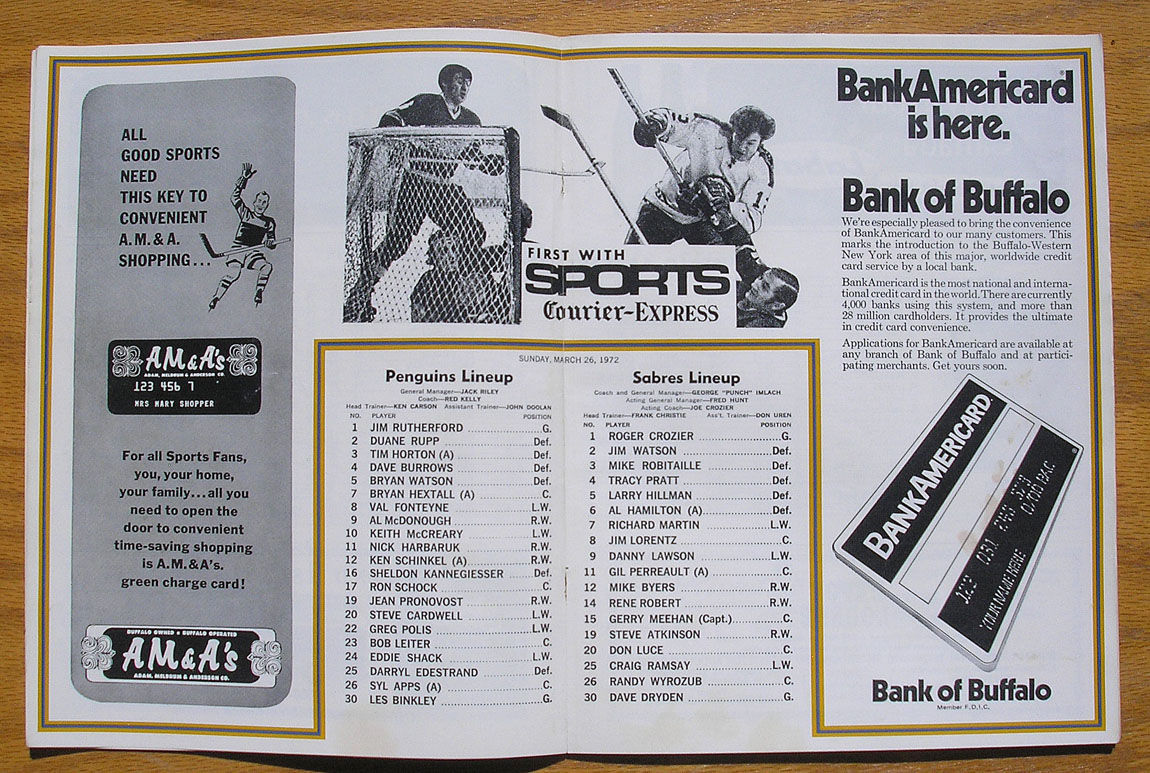 ALL
GOOD SPORTS
NEED
THIS KEY TO
CONVENIENT
A.M.&A.
SHOPPING...
AM&A's
ADAM, MELDRUM & ANDERSON CO.
123 456 7
MRS MARY SHOPPER
For all Sports Fans,
you, your home,
your family...all you
need to open the
door to convenient
time-saving shopping
is A.M.&A's.
green charge card!
BUFFALO OWNED • BUFFALO OPERATED
AM&A's
ADAM, MELDRUM & ANDERSON CO.
FIRST WITH
SPORTS
Courier-EXPRESS
SUNDAY, MARCH 26, 1972
Penguins Lineup
General Manager—JACK RILEY
Coach—RED KELLY
Head Trainer—KEN CARSON Assistant Trainer—JOHN DOOLAN
NO. PLAYER POSITION
1 JIM RUTHERFORD G.
2 DUANE RUPP Def.
3 TIM HORTON (A) Def.
4 DAVE BURROWS Def.
5 BRYAN WATSON Def.
7 BRYAN HEXTALL (A) C.
8 VAL FONTEYNE L.W.
9 AL McDONOUGH R.W.
10 KEITH McCREARY L.W.
11 NICK HARBARUK R.W.
12 KEN SCHINKEL (A) R.W.
16 SHELDON KANNEGIESSER Def.
17 RON SCHOCK C.
19 JEAN PRONOVOST R.W.
20 STEVE CARDWELL L.W.
22 GREG POLIS L.W.
23 BOB LEITER C.
24 EDDIE SHACK L.W.
25 DARRYL EDESTRAND Def.
26 SYL APPS (A) C.
30 LES BINKLEY G.
Sabres Lineup
Coach and General Manager—GEORGE "PUNCH" IMLACH
Acting General Manager—FRED HUNT
Acting Coach—JOE CROZIER
Head Trainer—FRANK CHRISTIE Ass't. Trainer—DON UREN
NO. PLAYER POSITION
1 ROGER CROZIER G.
2 JIM WATSON Def.
3 MIKE ROBITAILLE Def.
4 TRACY PRATT Def.
5 LARRY HILLMAN Def.
6 AL HAMILTON (A) Def.
7 RICHARD MARTIN L.W.
8 JIM LORENTZ C.
9 DANNY LAWSON L.W.
11 GIL PERREAULT (A) C.
12 MIKE BYERS R.W.
14 RENE ROBERT R.W.
15 GERRY MEEHAN (Capt.) C.
19 STEVE ATKINSON R.W.
20 DON LUCE C.
25 CRAIG RAMSAY L.W.
26 RANDY WYROZUB C.
30 DAVE DRYDEN G.
BankAmericard
is here.
Bank of Buffalo
We're especially pleased to bring the convenience
of BankAmericard to our many customers. This
marks the introduction to the Buffalo-Western
New York area of this major, worldwide credit
card service by a local bank.
BankAmericard is the most national and interna-
tional credit card in the world. There are currently
4,000 banks using this system, and more than
28 million cardholders. It provides the ultimate
in credit card convenience.
Applications for BankAmericard are available at
any branch of Bank of Buffalo and at partici-
pating merchants. Get yours soon.
BANKAMERICARD
YOUR NAME HERE
Bank of Buffalo
Member F.D.I.C.